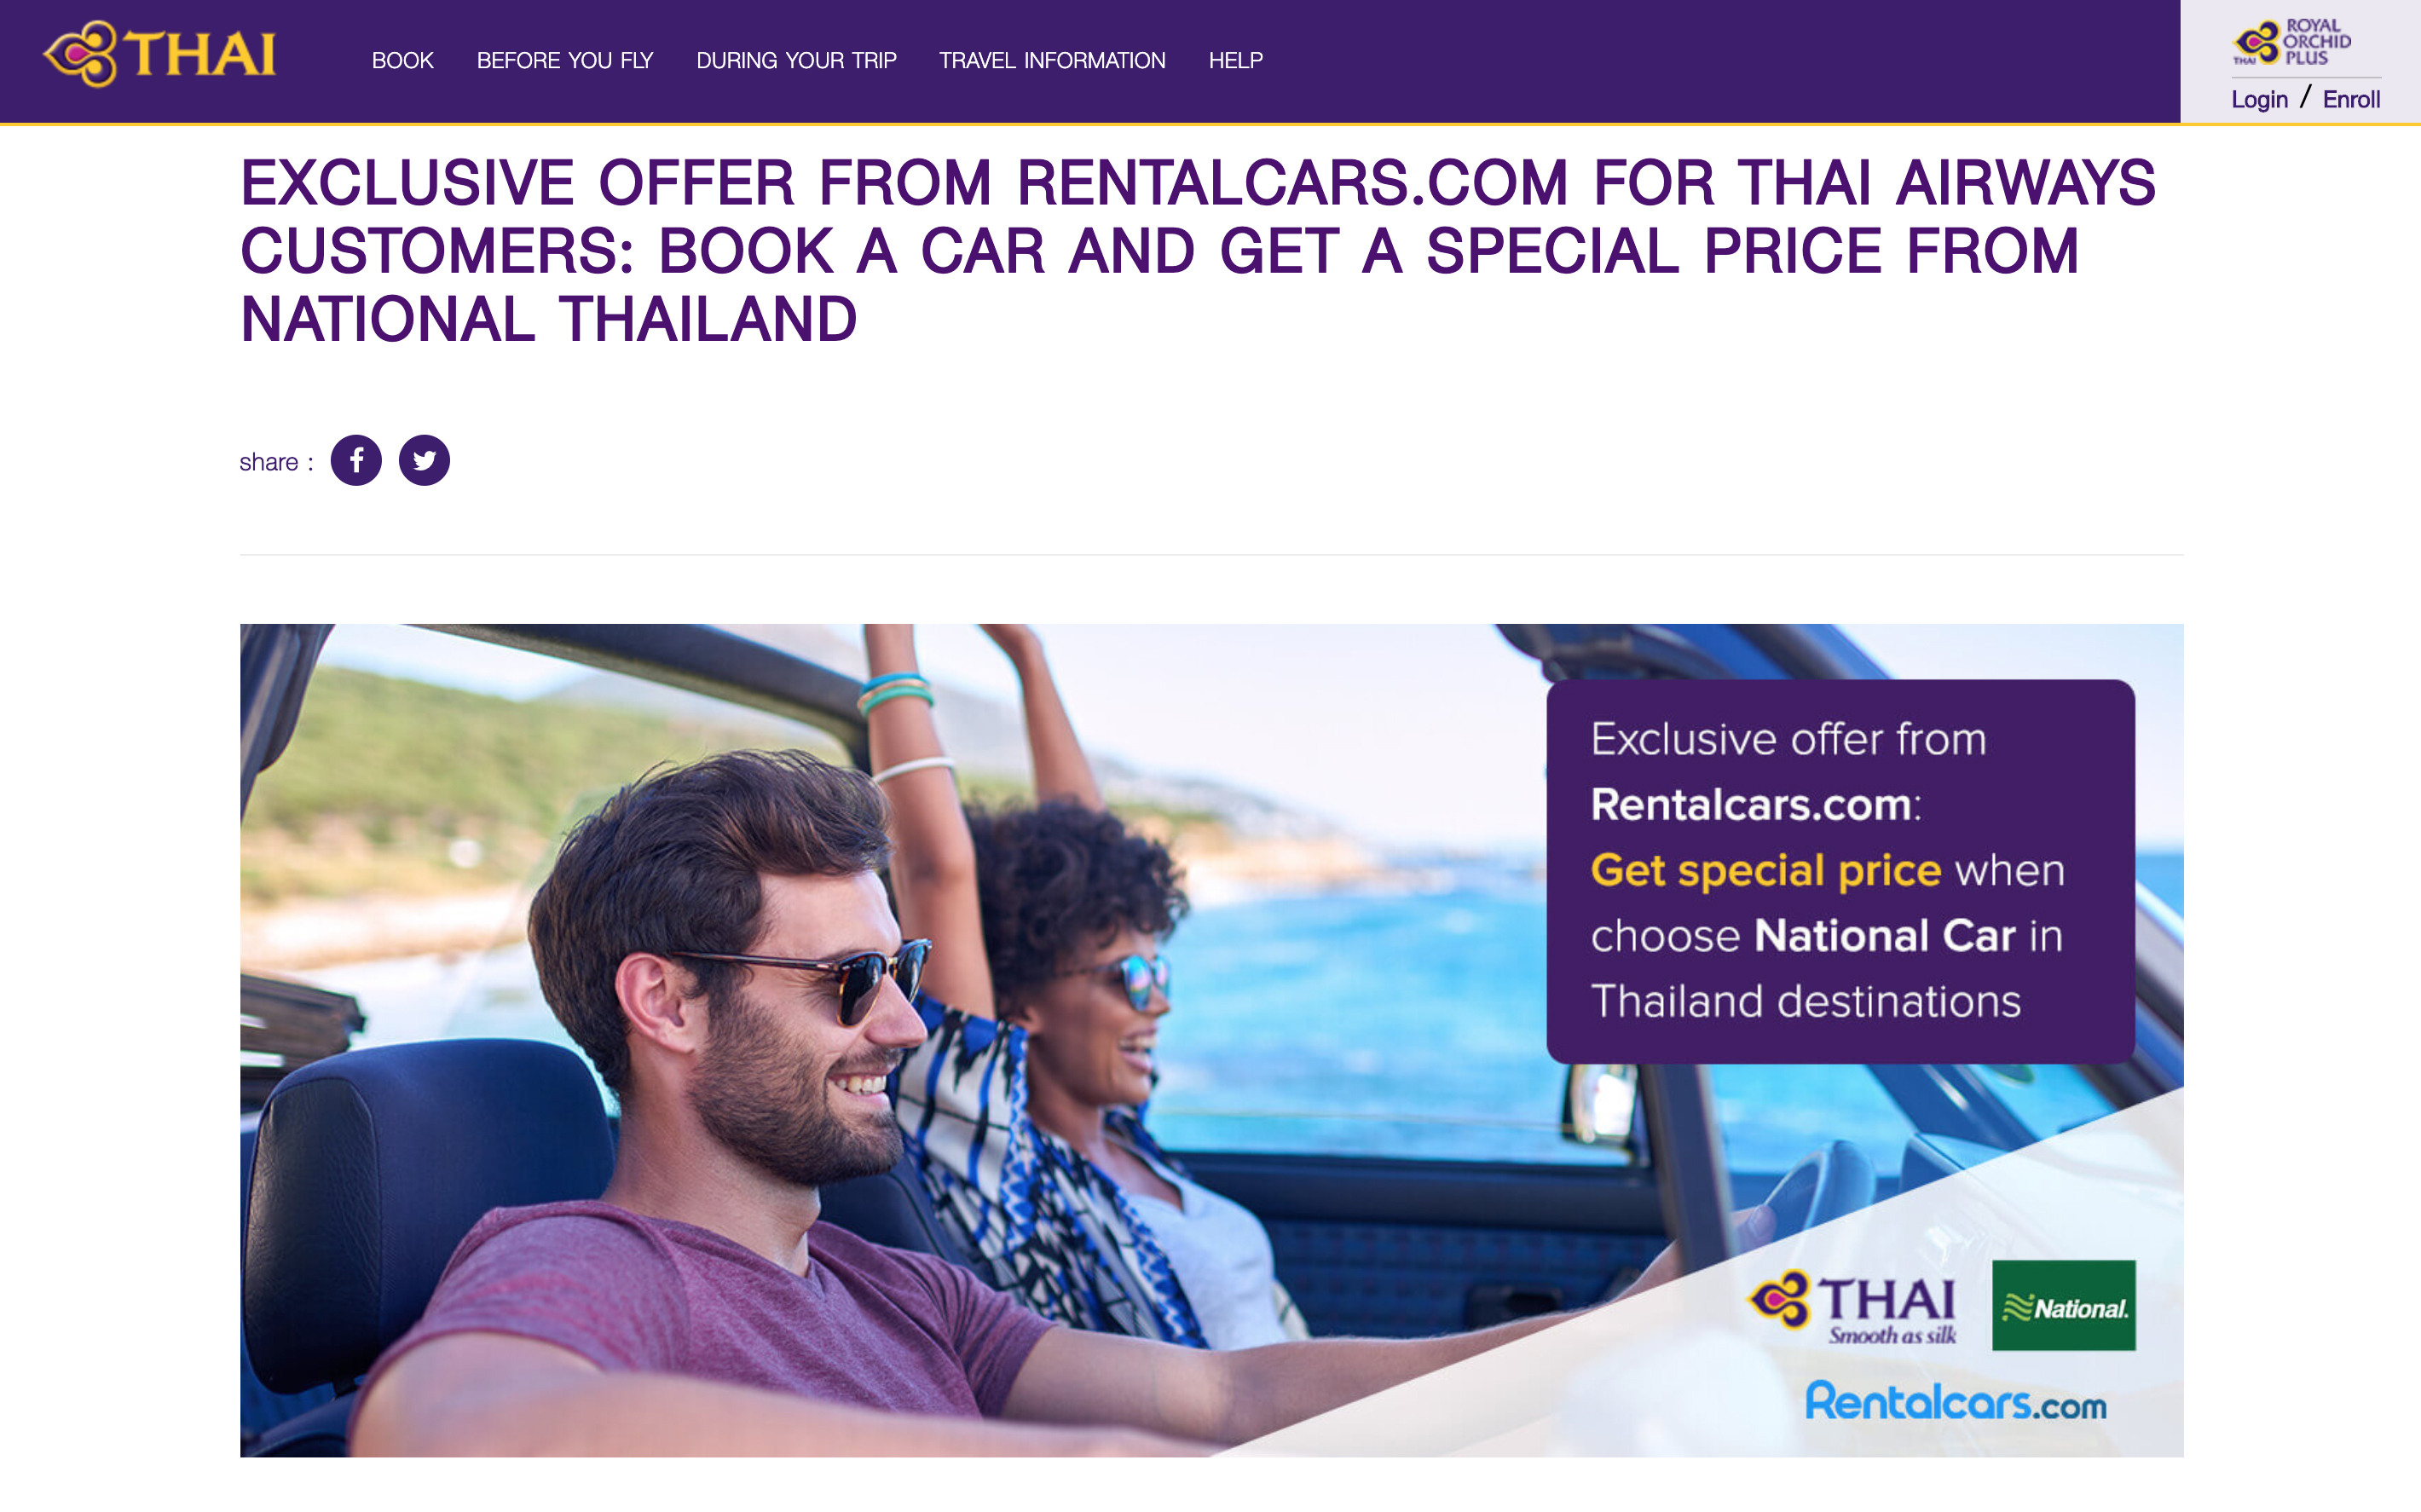 THAI
BOOK BEFORE YOU FLY DURING YOUR TRIP TRAVEL INFORMATION HELP
THAI ROYAL ORCHID PLUS
Login / Enroll
EXCLUSIVE OFFER FROM RENTALCARS.COM FOR THAI AIRWAYS
CUSTOMERS: BOOK A CAR AND GET A SPECIAL PRICE FROM
NATIONAL THAILAND
share :
Exclusive offer from
Rentalcars.com:
Get special price when
choose National Car in
Thailand destinations
THAI
Smooth as silk
National.
Rentalcars.com